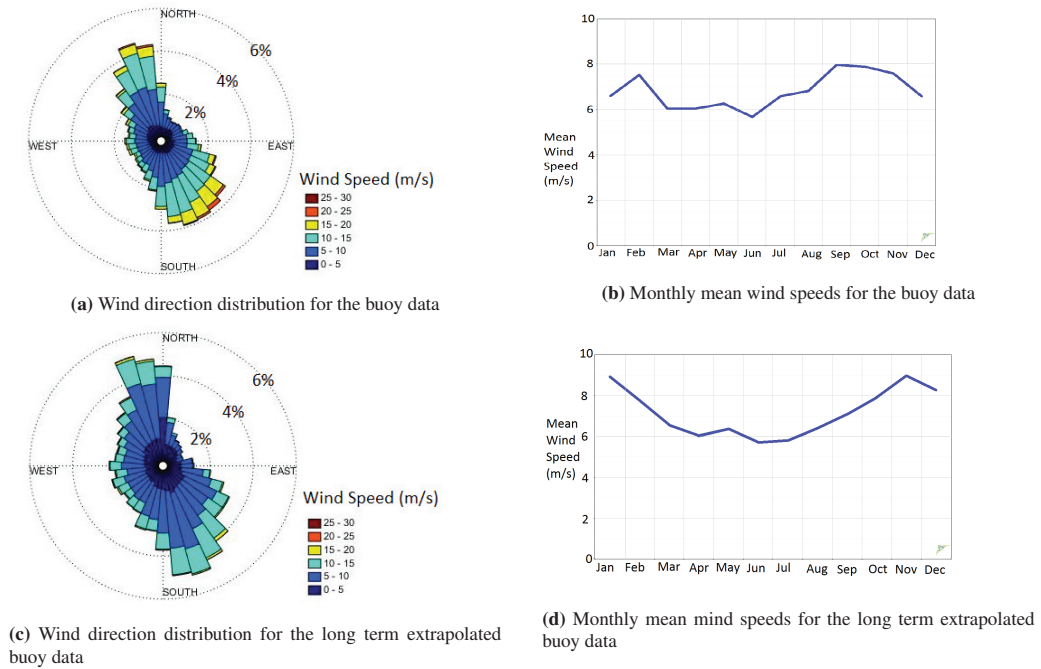 NORTH
6%
4%
2%
WEST
EAST
SOUTH
Wind Speed (m/s)
25 - 30
20 - 25
15 - 20
10 - 15
5 - 10
0 - 5
(a) Wind direction distribution for the buoy data
10
8
6
4
2
0
Mean
Wind
Speed
(m/s)
Jan Feb Mar Apr May Jun Jul Aug Sep Oct Nov Dec
(b) Monthly mean wind speeds for the buoy data
NORTH
6%
4%
2%
WEST
EAST
SOUTH
Wind Speed (m/s)
25 - 30
20 - 25
15 - 20
10 - 15
5 - 10
0 - 5
(c) Wind direction distribution for the long term extrapolated
buoy data
10
8
6
4
2
0
Mean
Wind
Speed
(m/s)
Jan Feb Mar Apr May Jun Jul Aug Sep Oct Nov Dec
(d) Monthly mean mind speeds for the long term extrapolated
buoy data